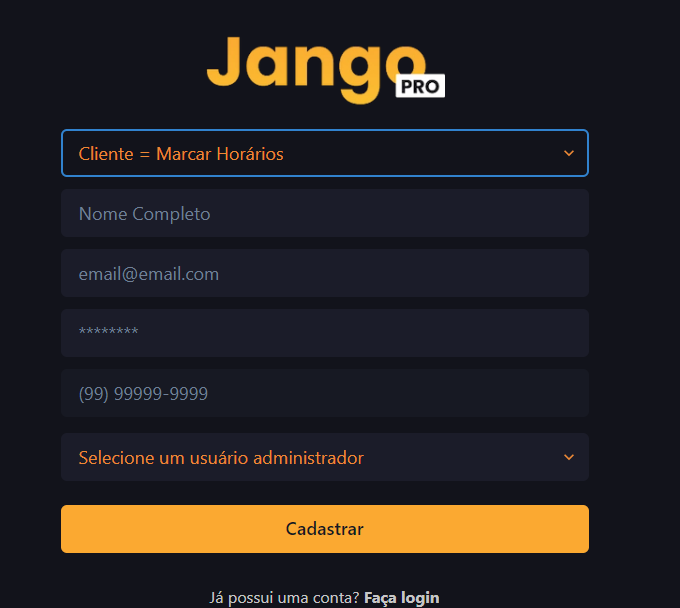 Jango
PRO
Cliente = Marcar Horários
Nome Completo
email@email.com
********
(99) 99999-9999
Selecione um usuário administrador
Cadastrar
Já possui uma conta? Faça login